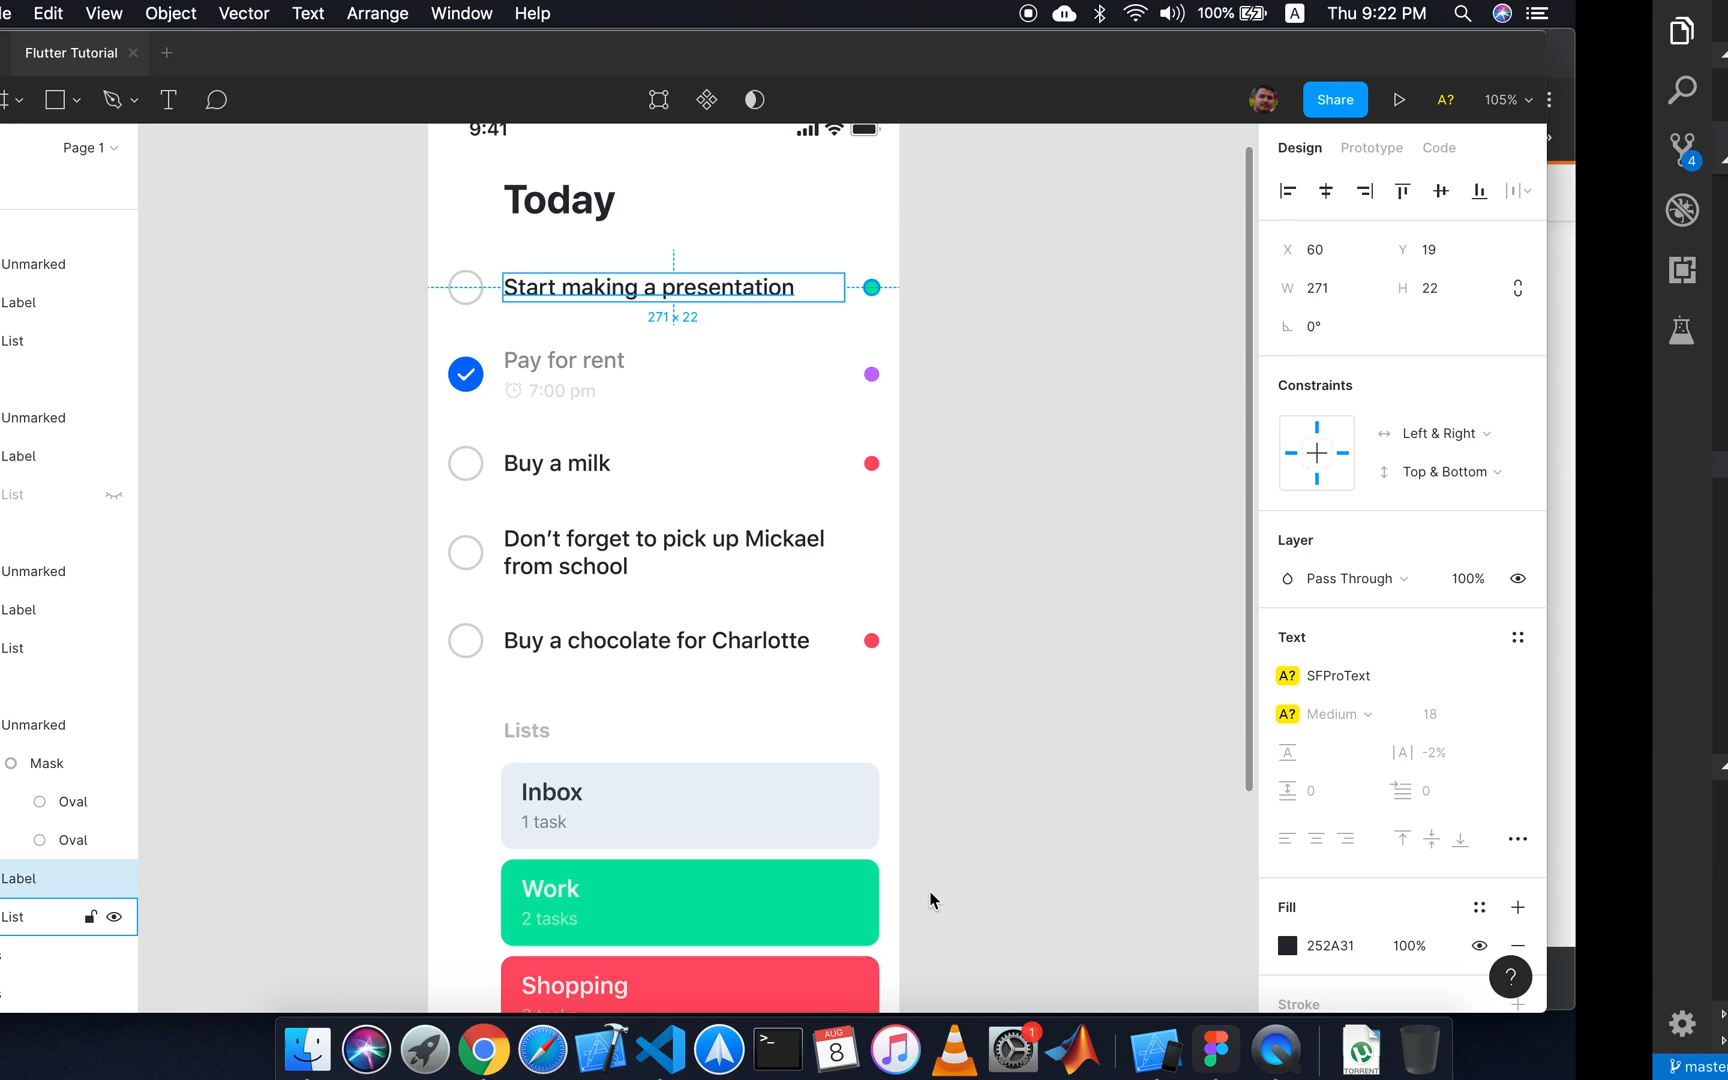 Edit View Object Vector Text Arrange Window Help
100% A Thu 9:22 PM
Flutter Tutorial
Share A? 105%
Page 1
Unmarked
Label
List
Unmarked
Label
List
Unmarked
Label
List
Unmarked
Mask
Oval
Oval
Label
List
9:41
Today
Start making a presentation
271 x 22
Pay for rent
7:00 pm
Buy a milk
Don't forget to pick up Mickael
from school
Buy a chocolate for Charlotte
Lists
Inbox
1 task
Work
2 tasks
Shopping
Design Prototype Code
X 60 Y 19
W 271 H 22
0°
Constraints
Left & Right
Top & Bottom
Layer
Pass Through 100%
Text
A? SFProText
A? Medium 18
A |A| -2%
0 0
Fill
252A31 100%
?
Stroke
4
master
AUG
8
1
TORRENT